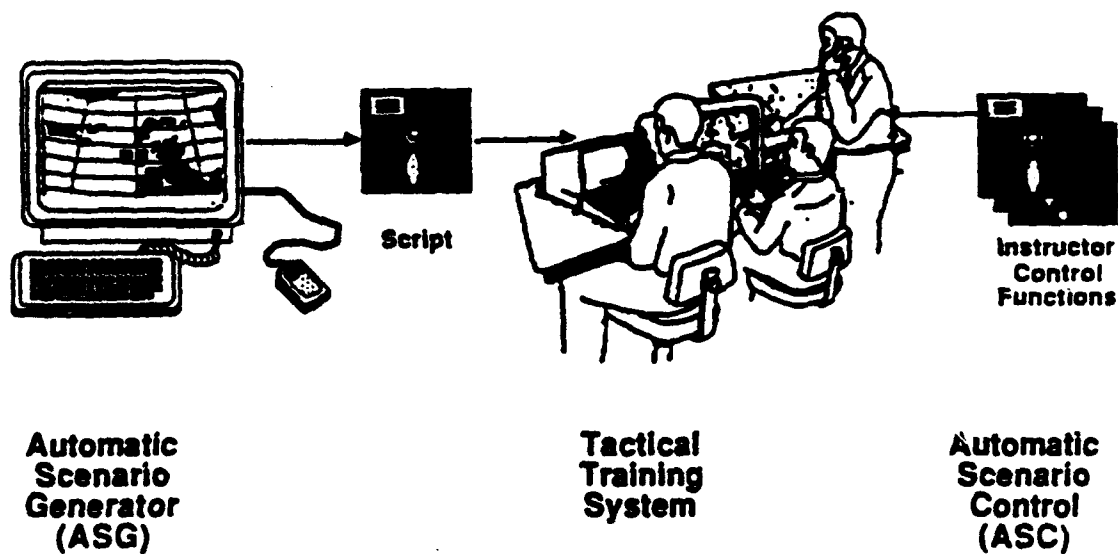 Script
Instructor
Control
Functions
Automatic
Scenario
Generator
(ASG)
Tactical
Training
System
Automatic
Scenario
Control
(ASC)